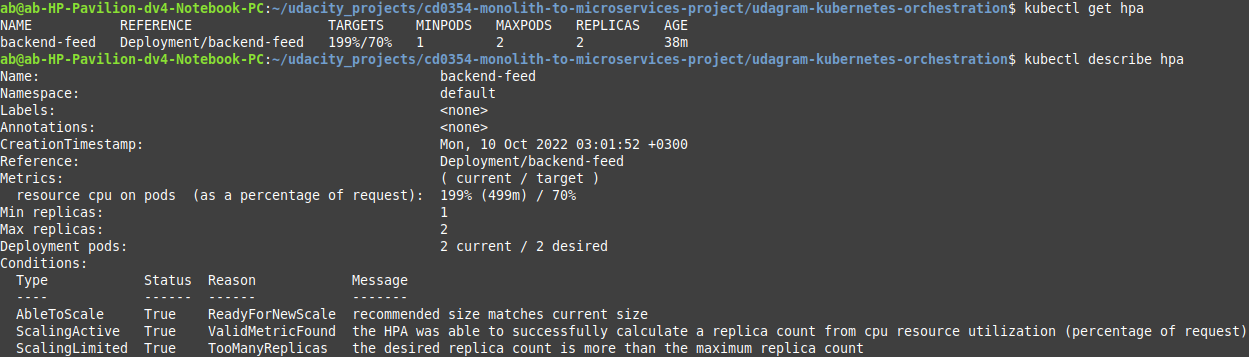 ab@ab-HP-Pavilion-dv4-Notebook-PC:~/udacity_projects/cd0354-monolith-to-microservices-project/udagram-kubernetes-orchestration$ kubectl get hpa
NAME           REFERENCE                 TARGETS    MINPODS   MAXPODS   REPLICAS   AGE
backend-feed   Deployment/backend-feed   199%/70%   1         2         2          38m
ab@ab-HP-Pavilion-dv4-Notebook-PC:~/udacity_projects/cd0354-monolith-to-microservices-project/udagram-kubernetes-orchestration$ kubectl describe hpa
Name:                                                  backend-feed
Namespace:                                             default
Labels:                                                <none>
Annotations:                                           <none>
CreationTimestamp:                                     Mon, 10 Oct 2022 03:01:52 +0300
Reference:                                             Deployment/backend-feed
Metrics:                                               ( current / target )
  resource cpu on pods  (as a percentage of request):  199% (499m) / 70%
Min replicas:                                          1
Max replicas:                                          2
Deployment pods:                                       2 current / 2 desired
Conditions:
  Type            Status  Reason            Message
  ----            ------  ------            -------
  AbleToScale     True    ReadyForNewScale  recommended size matches current size
  ScalingActive   True    ValidMetricFound  the HPA was able to successfully calculate a replica count from cpu resource utilization (percentage of request)
  ScalingLimited  True    TooManyReplicas   the desired replica count is more than the maximum replica count